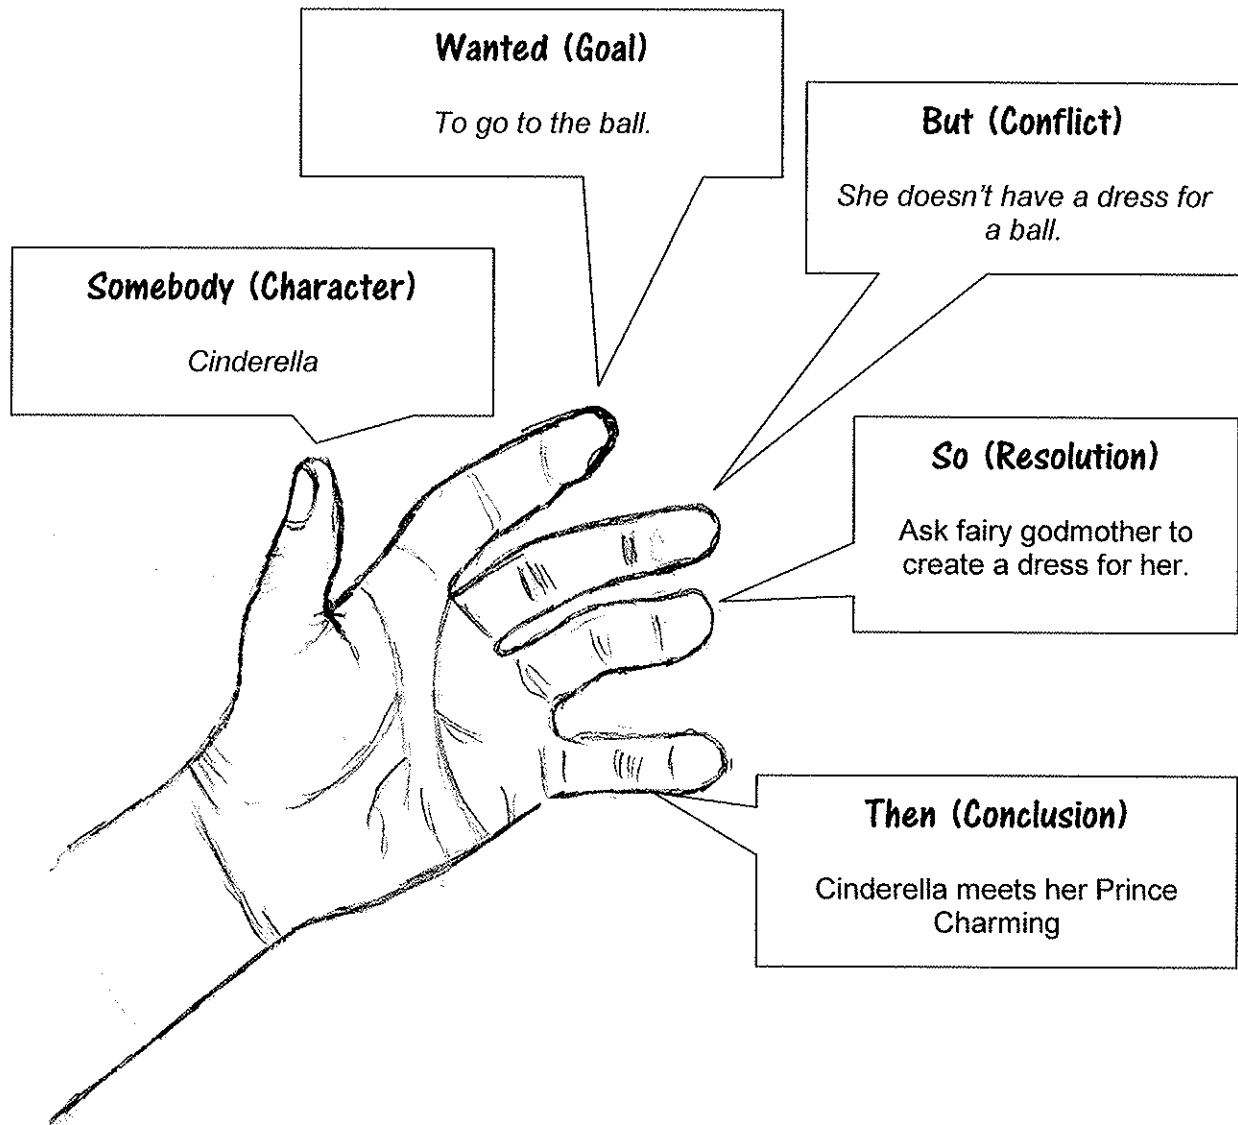 Wanted (Goal)
To go to the ball.
But (Conflict)
She doesn't have a dress for
a ball.
Somebody (Character)
Cinderella
So (Resolution)
Ask fairy godmother to
create a dress for her.
Then (Conclusion)
Cinderella meets her Prince
Charming